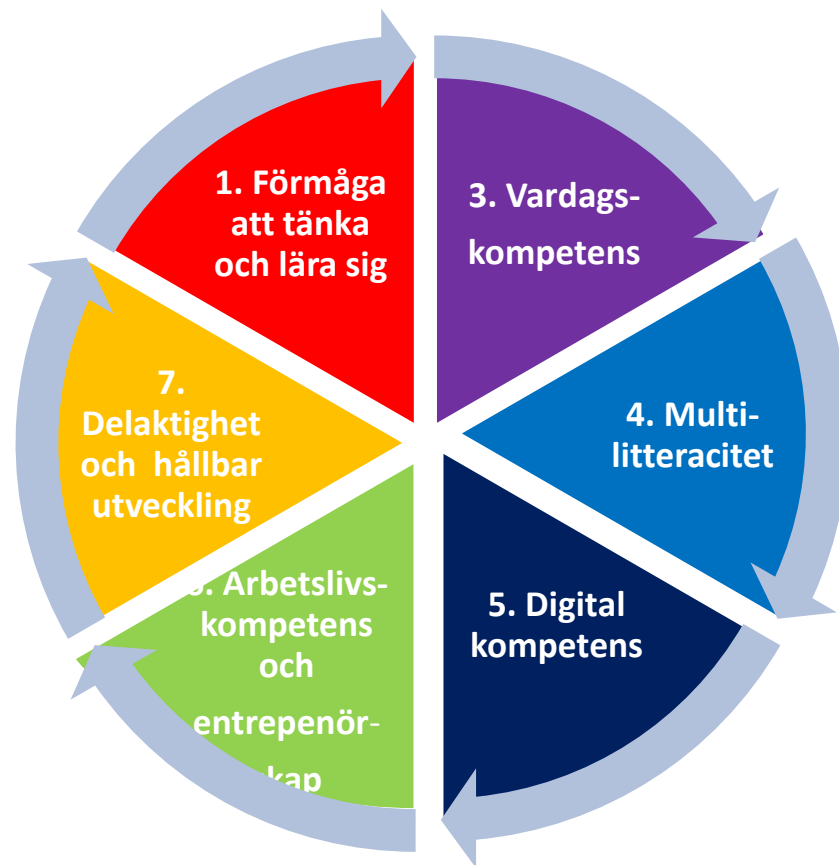 1. Förmåga
att tänka
och lära sig
3. Vardags-
kompetens
4. Multi-
litteracitet
5. Digital
kompetens
. Arbetslivs-
kompetens
och
entrepenör-
kap
7.
Delaktighet
och hållbar
utveckling